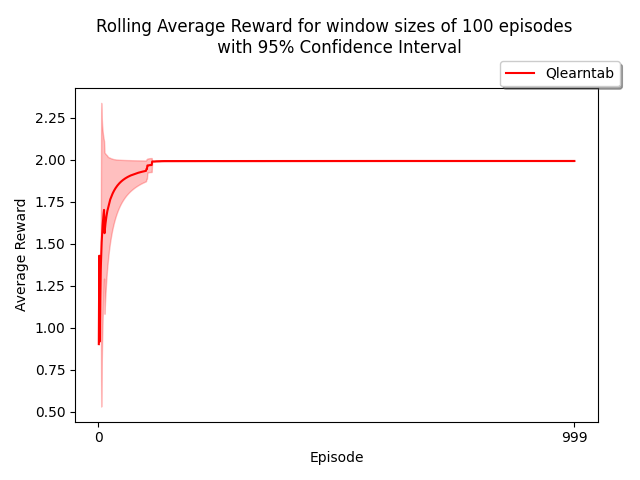 Rolling Average Reward for window sizes of 100 episodes
with 95% Confidence Interval
Qlearntab
2.25
2.00
1.75
1.50
1.25
1.00
0.75
0.50
Average Reward
0
999
Episode